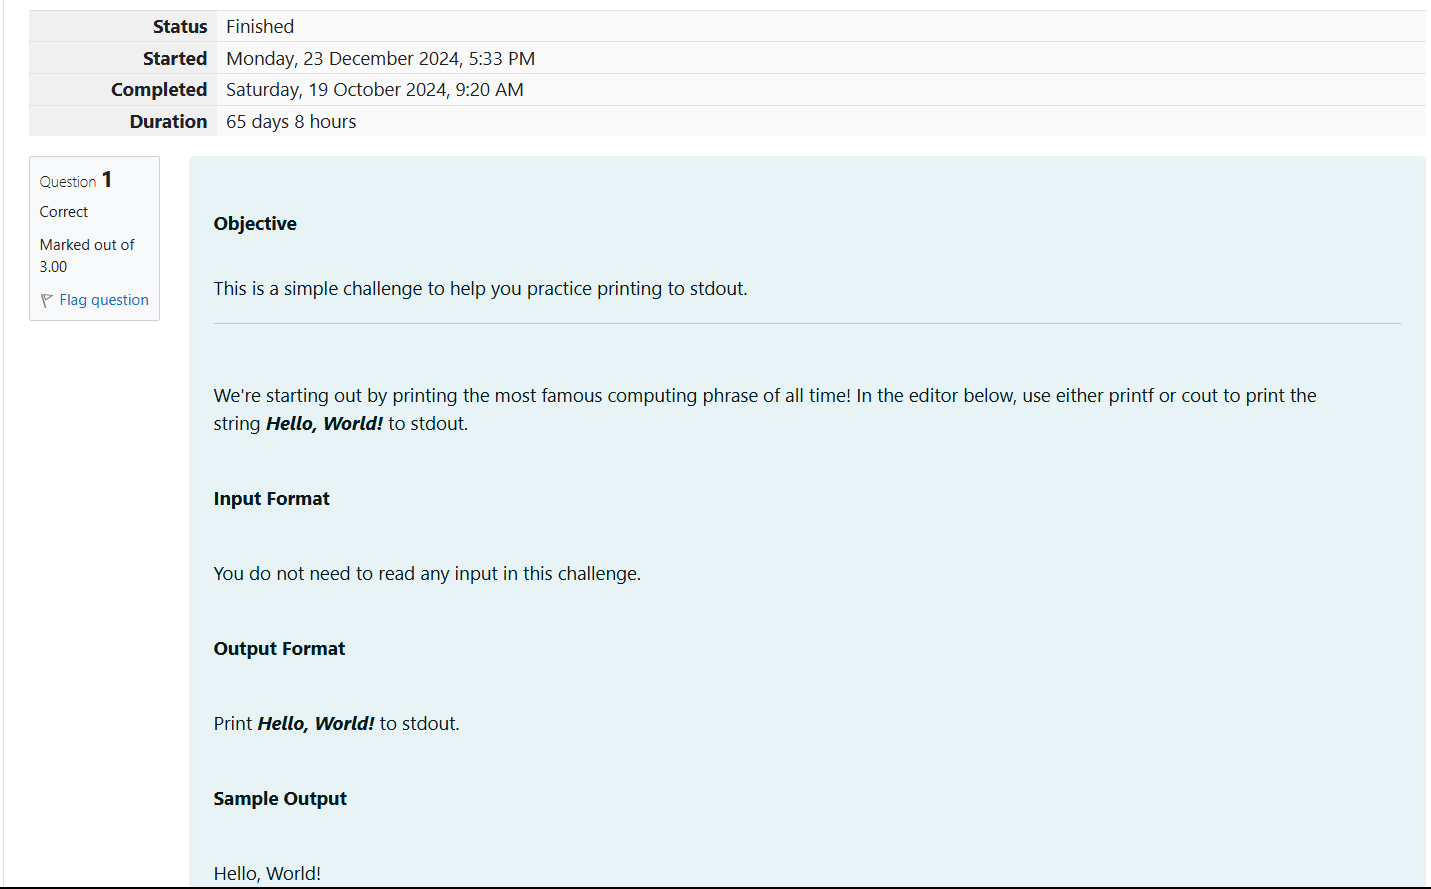 Status Finished
Started Monday, 23 December 2024, 5:33 PM
Completed Saturday, 19 October 2024, 9:20 AM
Duration 65 days 8 hours
Question 1
Correct
Marked out of
3.00
Flag question
Objective
This is a simple challenge to help you practice printing to stdout.
We're starting out by printing the most famous computing phrase of all time! In the editor below, use either printf or cout to print the
string Hello, World! to stdout.
Input Format
You do not need to read any input in this challenge.
Output Format
Print Hello, World! to stdout.
Sample Output
Hello, World!